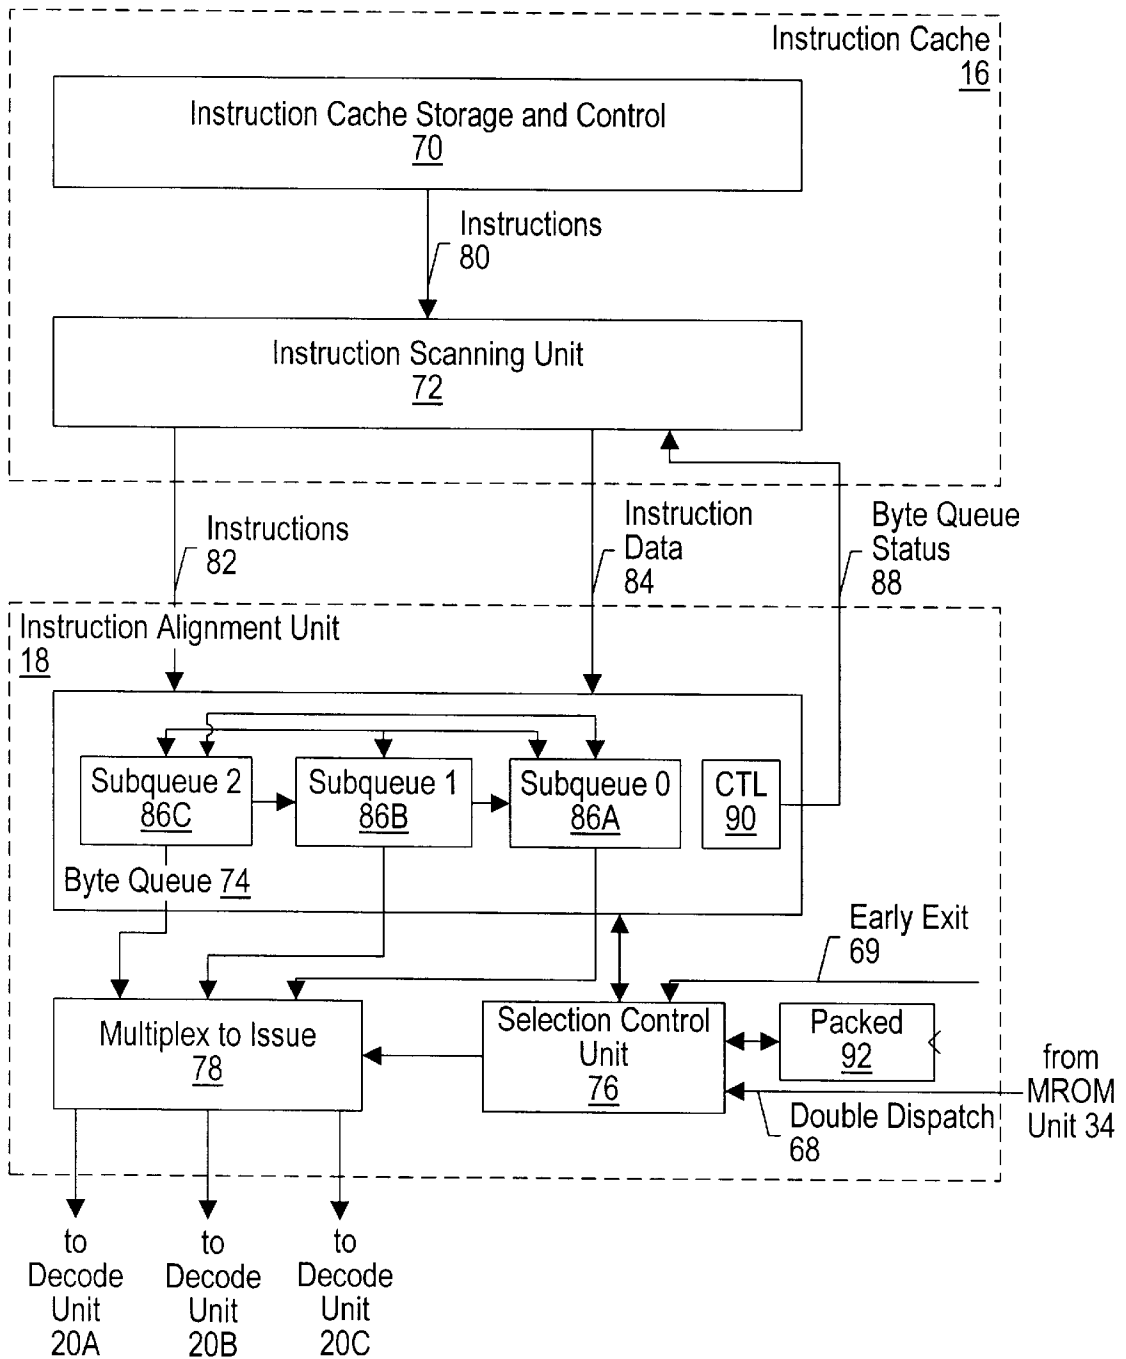 Instruction Cache
16
Instruction Cache Storage and Control
70
Instructions
80
Instruction Scanning Unit
72
Instructions
82
Instruction
Data
84
Byte Queue
Status
88
Instruction Alignment Unit
18
Subqueue 2
86C
Subqueue 1
86B
Subqueue 0
86A
CTL
90
Byte Queue 74
Early Exit
69
Multiplex to Issue
78
Selection Control
Unit
76
Packed
92
from
MROM
Unit 34
Double Dispatch
68
to
Decode
Unit
20A
to
Decode
Unit
20B
to
Decode
Unit
20C